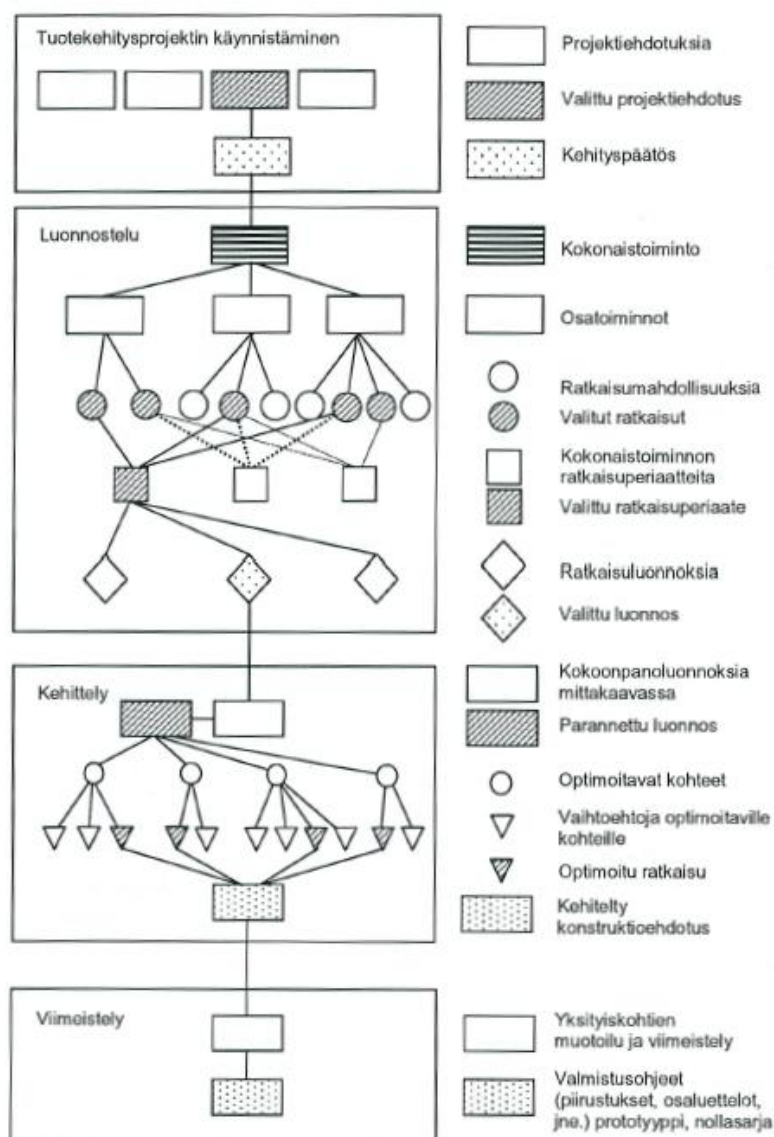 Tuotekehitysprojektin käynnistäminen
Projektiehdotuksia
Valittu projektiehdotus
Kehityspäätös
Luonnostelu
Kokonaistoiminto
Osatoiminnot
Ratkaisumahdollisuuksia
Valitut ratkaisut
Kokonaistoiminnon
ratkaisuperiaatteita
Valittu ratkaisuperiaate
Ratkaisuluonnoksia
Valittu luonnos
Kehittely
Kokoonpanoluonnoksia
mittakaavassa
Parannettu luonnos
Optimoitavat kohteet
Vaihtoehtoja optimoitaville
kohteille
Optimoitu ratkaisu
Kehitelty
konstruktioehdotus
Viimeistely
Yksityiskohtien
muotoilu ja viimeistely
Valmistusohjeet
(piirustukset, osaluettelot,
jne.) prototyyppi, nollasarja